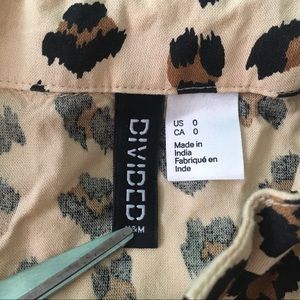 DIVIDED
H&M
US 0
CA 0
Made in
India
Fabriqué en
Inde